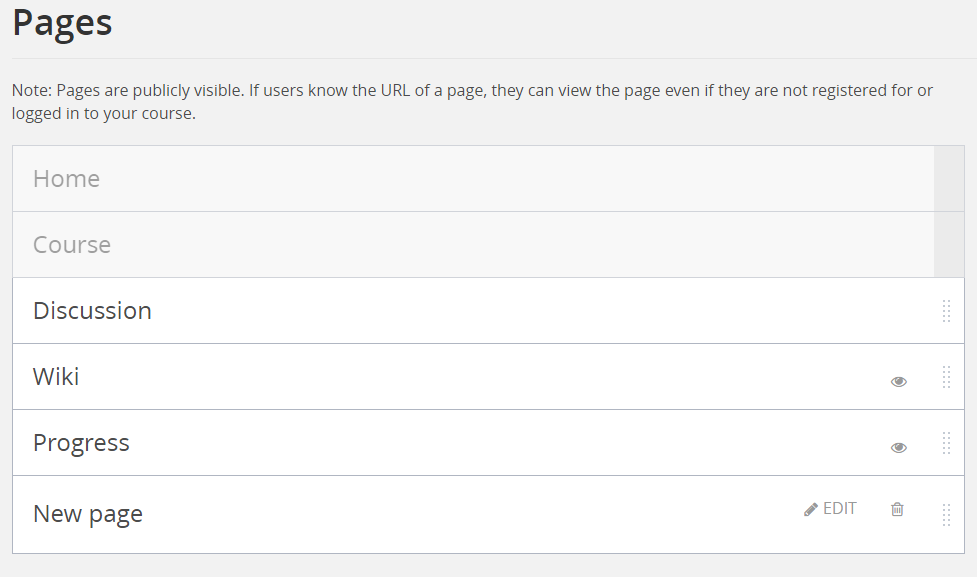 Pages
Note: Pages are publicly visible. If users know the URL of a page, they can view the page even if they are not registered for or
logged in to your course.
Home
Course
Discussion
Wiki
Progress
New page EDIT